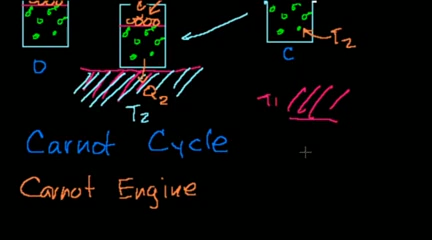 T₂
D
C
Q₂
T₁
T₂
Carnot Cycle
Carnot Engine